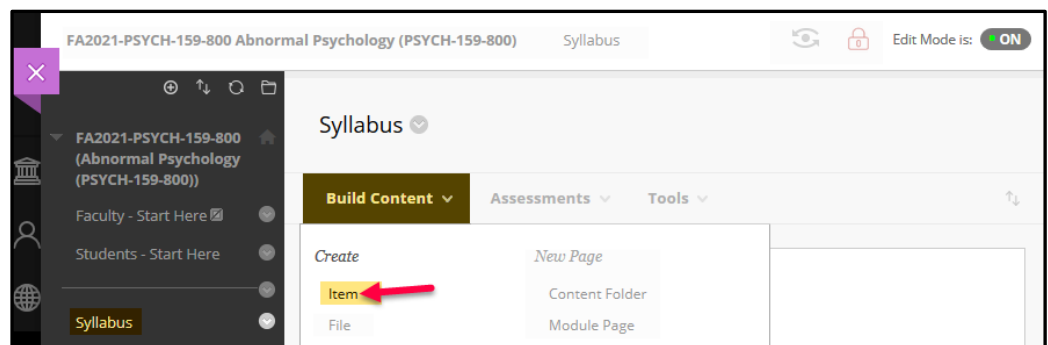 FA2021-PSYCH-159-800 Abnormal Psychology (PSYCH-159-800) Syllabus Edit Mode is: ON
FA2021-PSYCH-159-800
(Abnormal Psychology
(PSYCH-159-800))
Faculty - Start Here
Students - Start Here
Syllabus
Syllabus
Build Content Assessments Tools
Create New Page
Item Content Folder
File Module Page